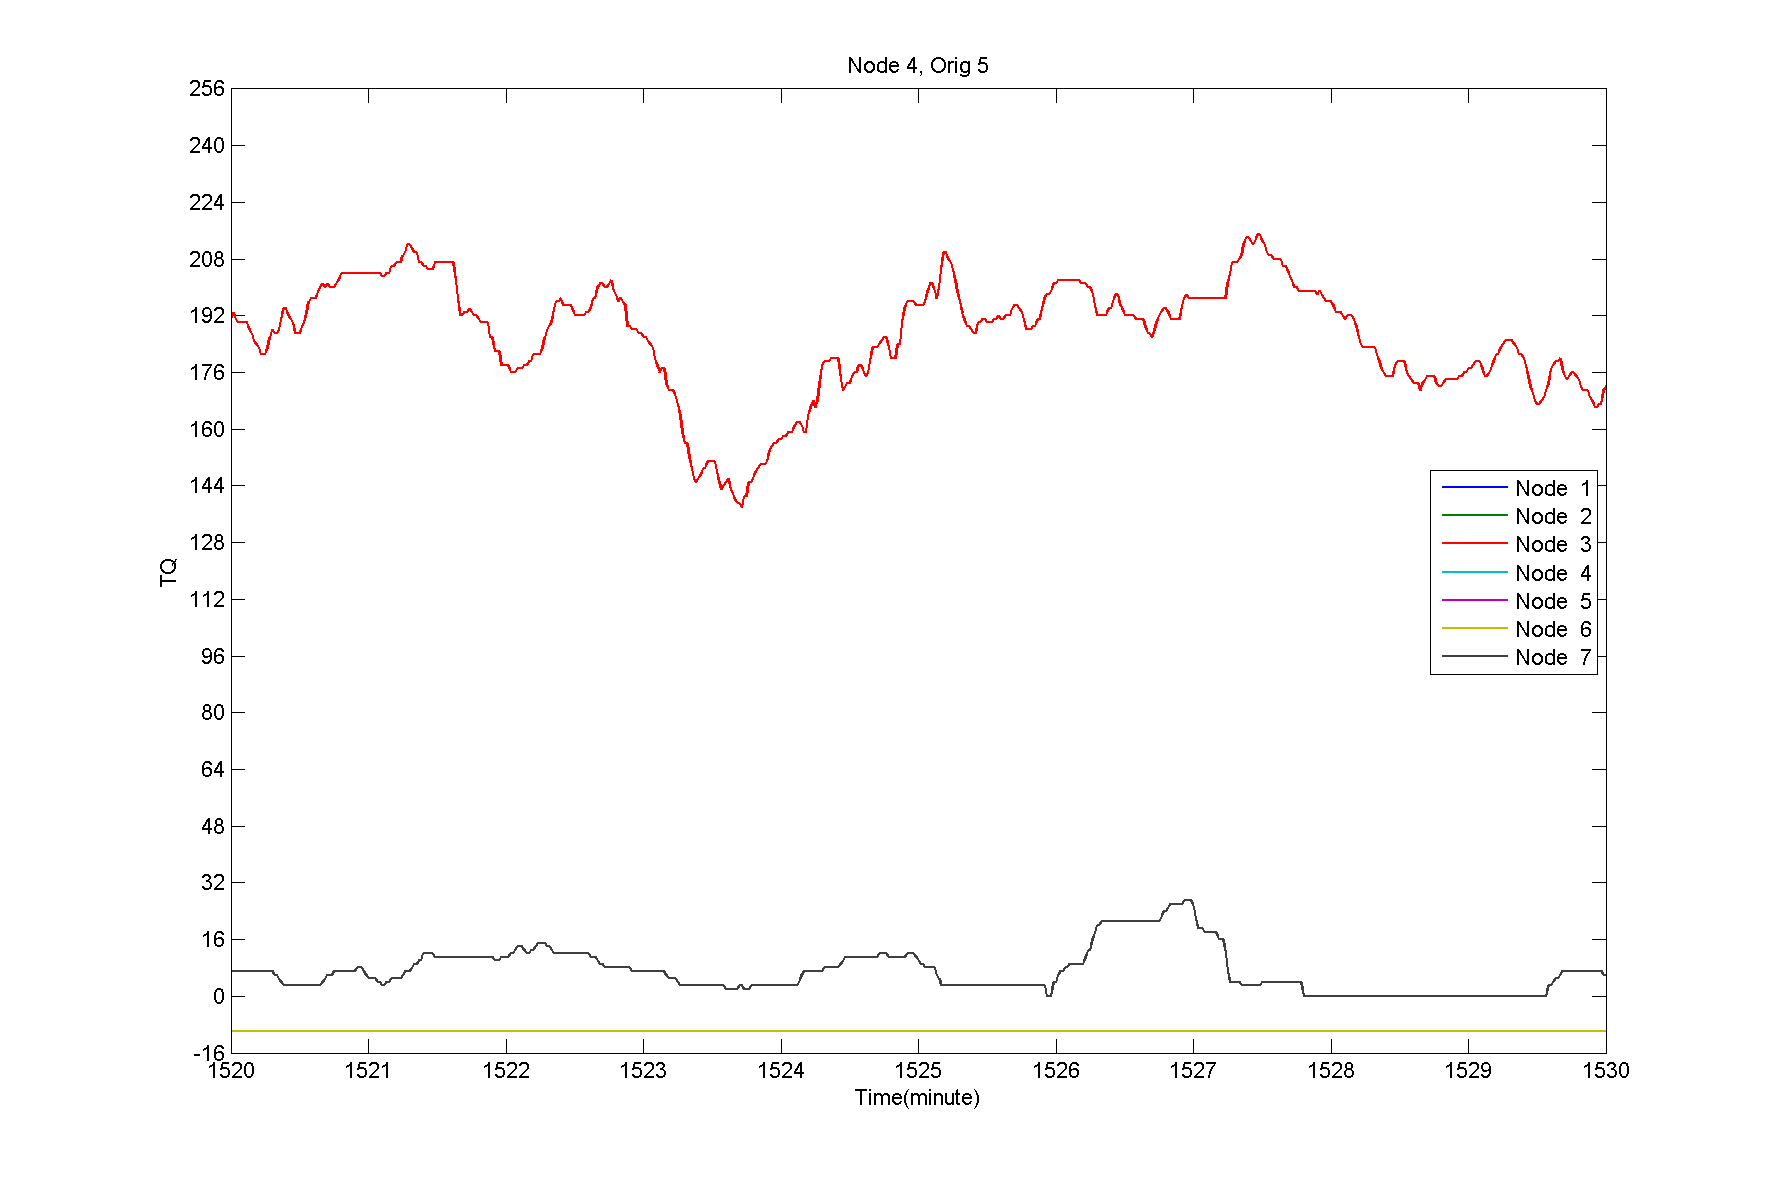 Node 4, Orig 5
256
240
224
208
192
176
160
144
128
112
96
80
64
48
32
16
0
-16
TQ
Node 1
Node 2
Node 3
Node 4
Node 5
Node 6
Node 7
1520 1521 1522 1523 1524 1525 1526 1527 1528 1529 1530
Time(minute)